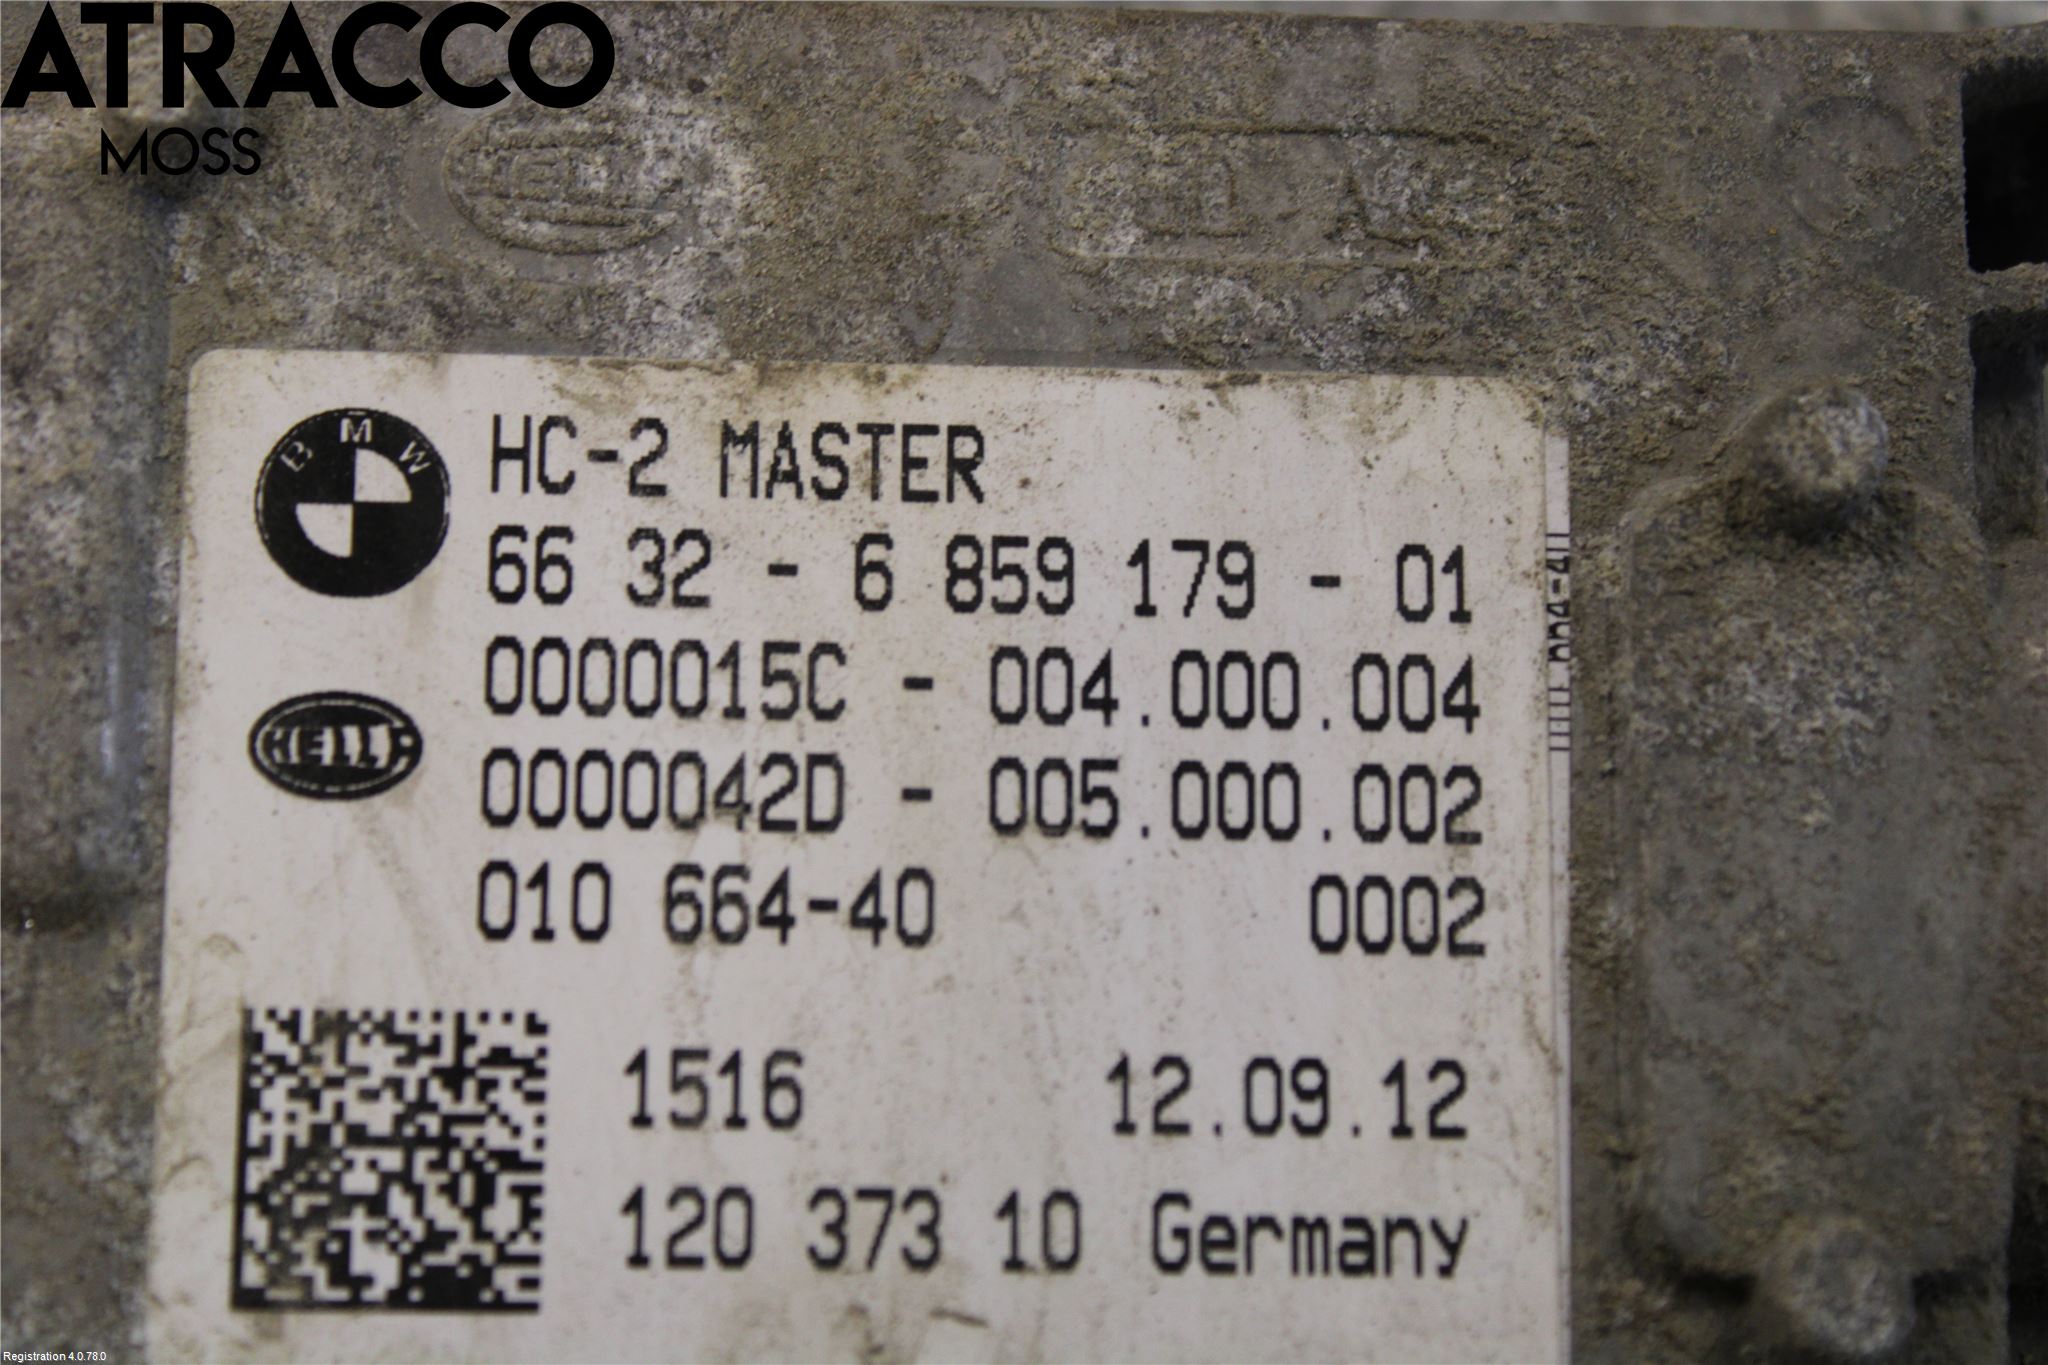 ATRACCO
MOSS
BMW
HC-2 MASTER
66 32 - 6 859 179 - 01
0000015C - 004.000.004
HELLA
0000042D - 005.000.002
010 664-40 0002
1516 12.09.12
120 373 10 Germany
Registration 4.0.78.0